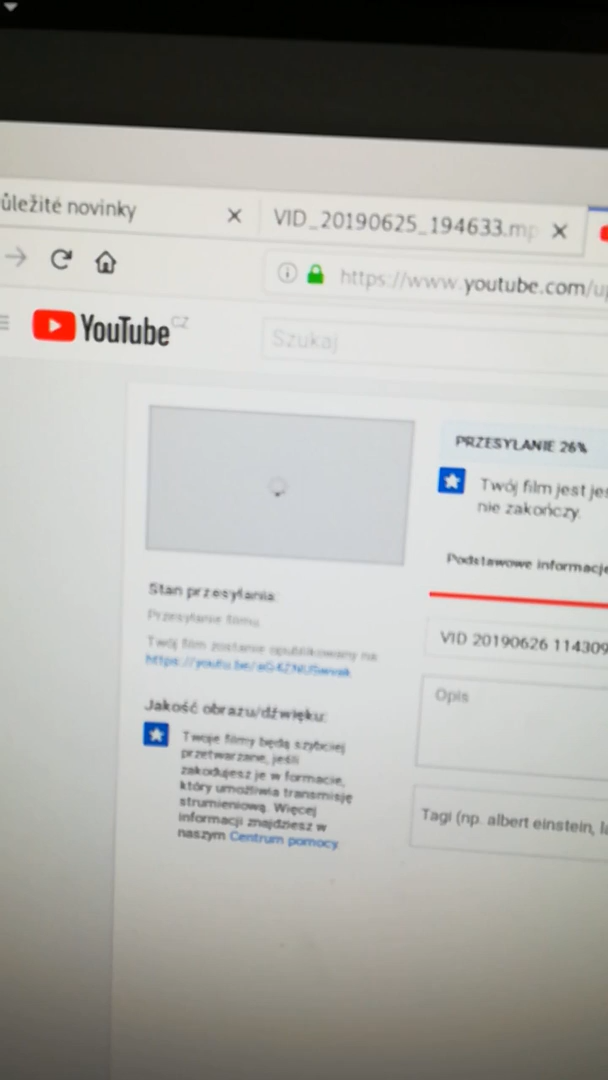 ůležité novinky
VID_20190625_194633.mp
https://www.youtube.com/up
YouTube CZ
Szukaj
PRZESYŁANIE 26%
Twój film jest jes
nie zakończy.
Podstawowe informacje
Stan przesyłania:
Przesyłanie filmu.
Twój film zostanie opublikowany na:
VID 20190626 114309
Opis
Jakość obrazu/dźwięku:
Twoje filmy będą szybciej
przetwarzane, jeśli
zakodujesz je w formacie,
który umożliwia transmisję
strumieniową. Więcej
informacji znajdziesz w
naszym Centrum pomocy.
Tagi (np. albert einstein, la